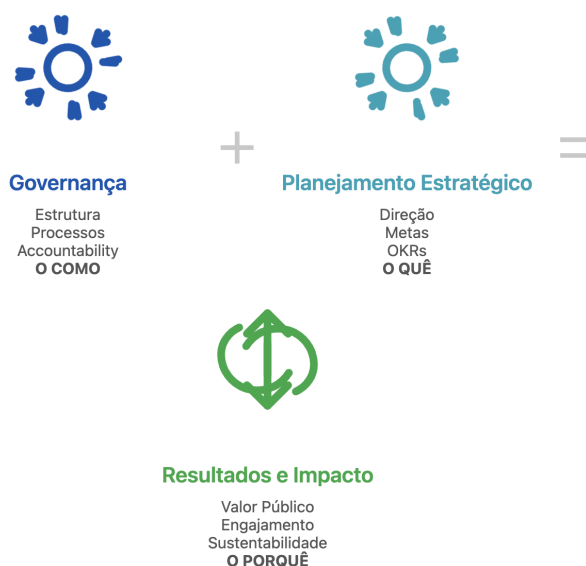 +
=
Governança
Planejamento Estratégico
Estrutura
Processos
Accountability
O COMO
Direção
Metas
OKRs
O QUÊ
Resultados e Impacto
Valor Público
Engajamento
Sustentabilidade
O PORQUÊ